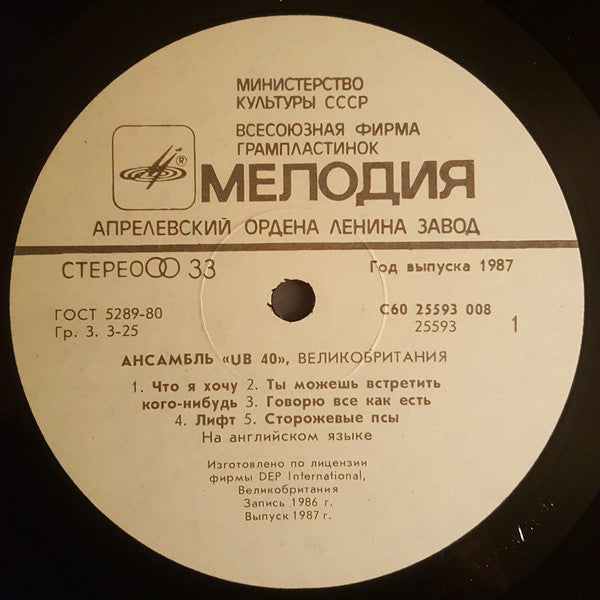 МИНИСТЕРСТВО
КУЛЬТУРЫ СССР
ВСЕСОЮЗНАЯ ФИРМА
ГРАМПЛАСТИНОК
®
МЕЛОДИЯ
АПРЕЛЕВСКИЙ ОРДЕНА ЛЕНИНА ЗАВОД
СТЕРЕО 33
Год выпуска 1987
ГОСТ 5289-80
Гр. 3. 3-25
С60 25593 008
25593
1
АНСАМБЛЬ «UB 40», ВЕЛИКОБРИТАНИЯ
1. Что я хочу 2. Ты можешь встретить
кого-нибудь 3. Говорю все как есть
4. Лифт 5. Сторожевые псы
На английском языке
Изготовлено по лицензии
фирмы DEP International,
Великобритания
Запись 1986 г.
Выпуск 1987 г.